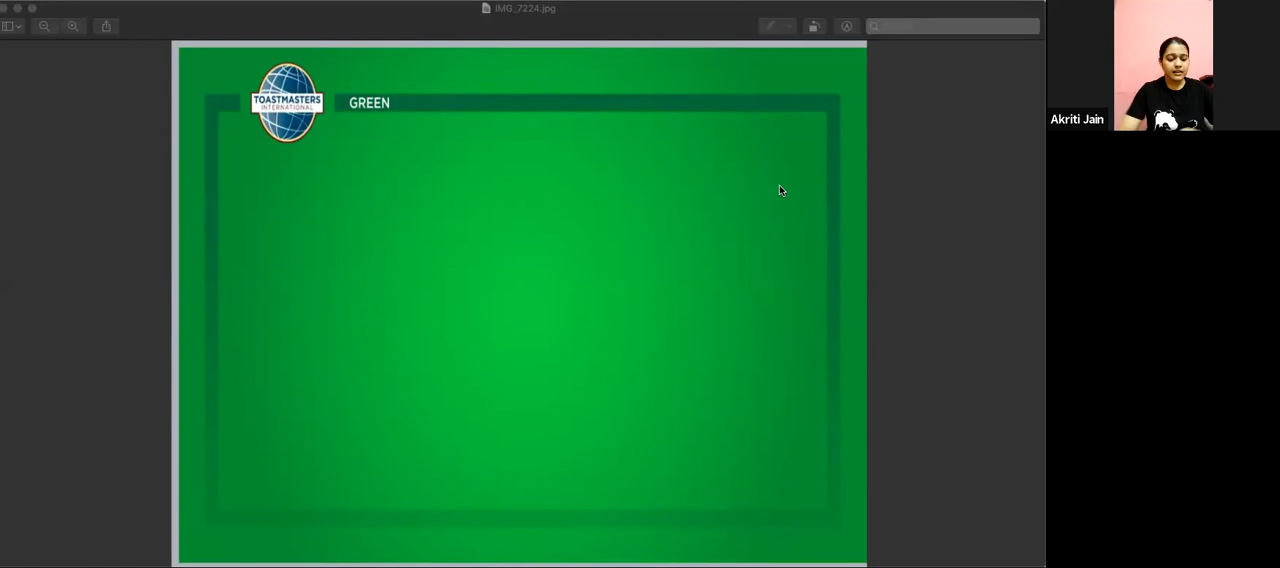 IMG_7224.jpg
TOASTMASTERS
INTERNATIONAL
GREEN
Akriti Jain